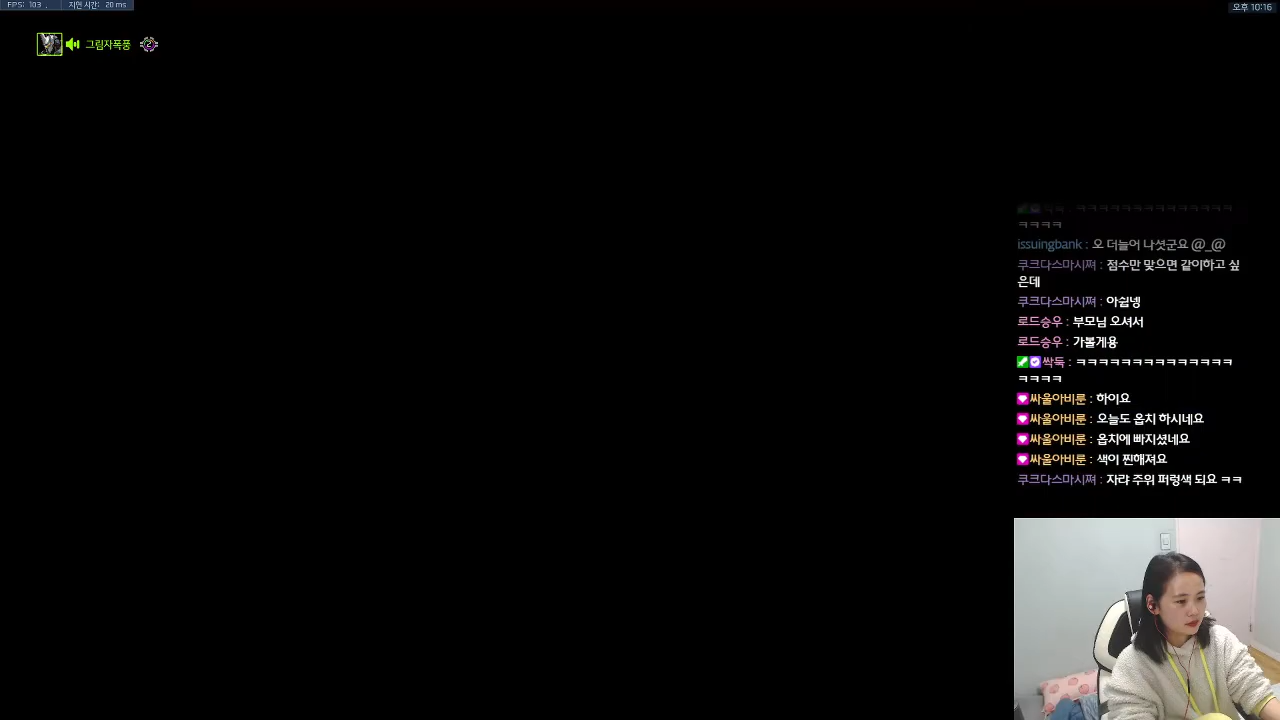 FPS: 103 . 지연 시간: 20 ms
오후 10:16
그림자폭풍
ㅋㅋㅋㅋㅋㅋㅋㅋㅋㅋㅋㅋㅋㅋ
ㅋㅋㅋㅋ
issuingbank : 오 더늘어 나셧군요 @_@
쿠크다스마시쪄 : 점수만 맞으면 같이하고 싶
은데
쿠크다스마시쪄 : 아쉽넹
로드승우 : 부모님 오셔서
로드승우 : 가볼게용
싹둑 : ㅋㅋㅋㅋㅋㅋㅋㅋㅋㅋㅋㅋㅋㅋ
ㅋㅋㅋㅋ
싸울아비룬 : 하이요
싸울아비룬 : 오늘도 옵치 하시네요
싸울아비룬 : 옵치에 빠지셨네요
싸울아비룬 : 색이 찐해져요
쿠크다스마시쪄 : 자랴 주위 퍼렁색 되요 ㅋㅋ